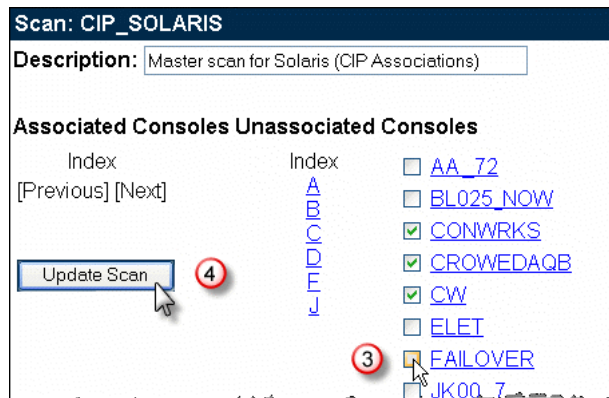 Scan: CIP_SOLARIS
Description: Master scan for Solaris (CIP Associations)
Associated Consoles Unassociated Consoles
Index
[Previous] [Next]
Update Scan
4
Index
A
B
C
D
F
J
AA_72
BL025_NOW
CONWRKS
CROWEDAQB
CW
ELET
3
FAILOVER
JK00_7